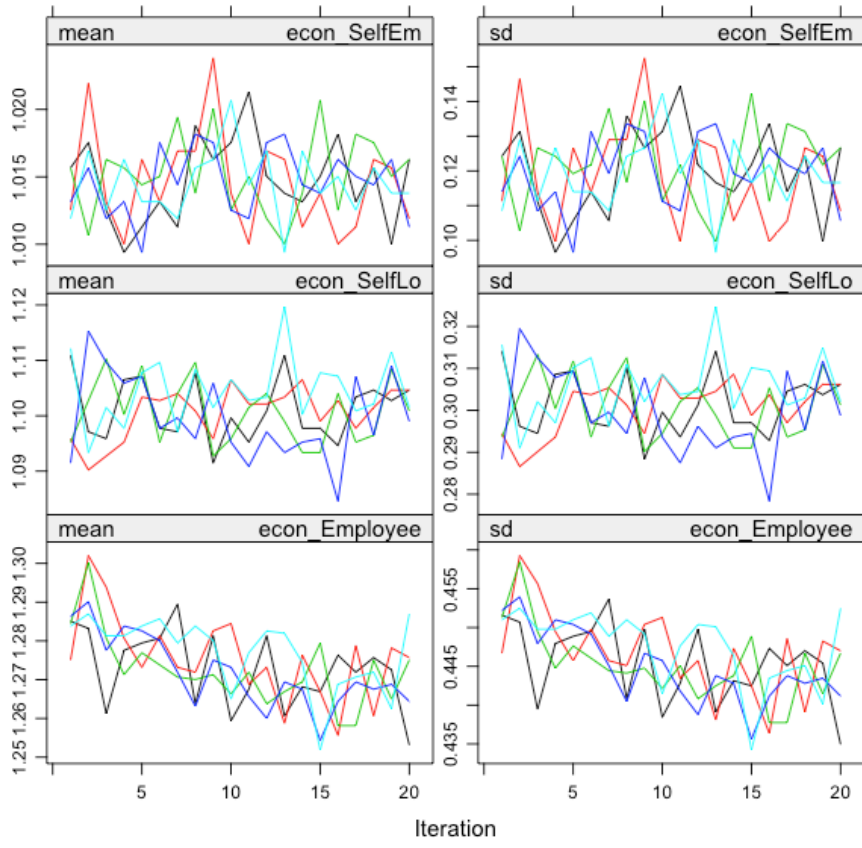 mean econ_SelfEm
sd econ_SelfEm
1.010 1.015 1.020
0.10 0.12 0.14
mean econ_SelfLo
sd econ_SelfLo
1.09 1.10 1.11 1.12
0.28 0.29 0.30 0.31 0.32
mean econ_Employee
sd econ_Employee
1.25 1.26 1.27 1.28 1.29 1.30
0.435 0.445 0.455
5 10 15 20
5 10 15 20
Iteration